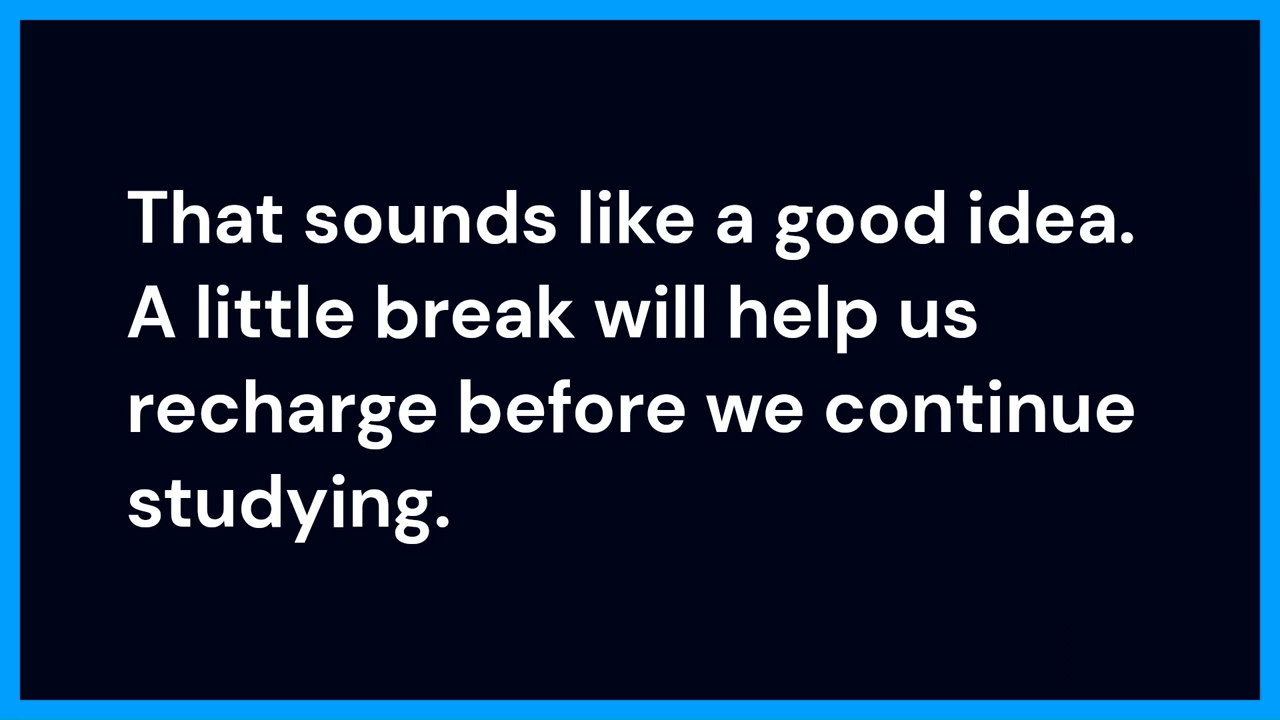 That sounds like a good idea.
A little break will help us
recharge before we continue
studying.